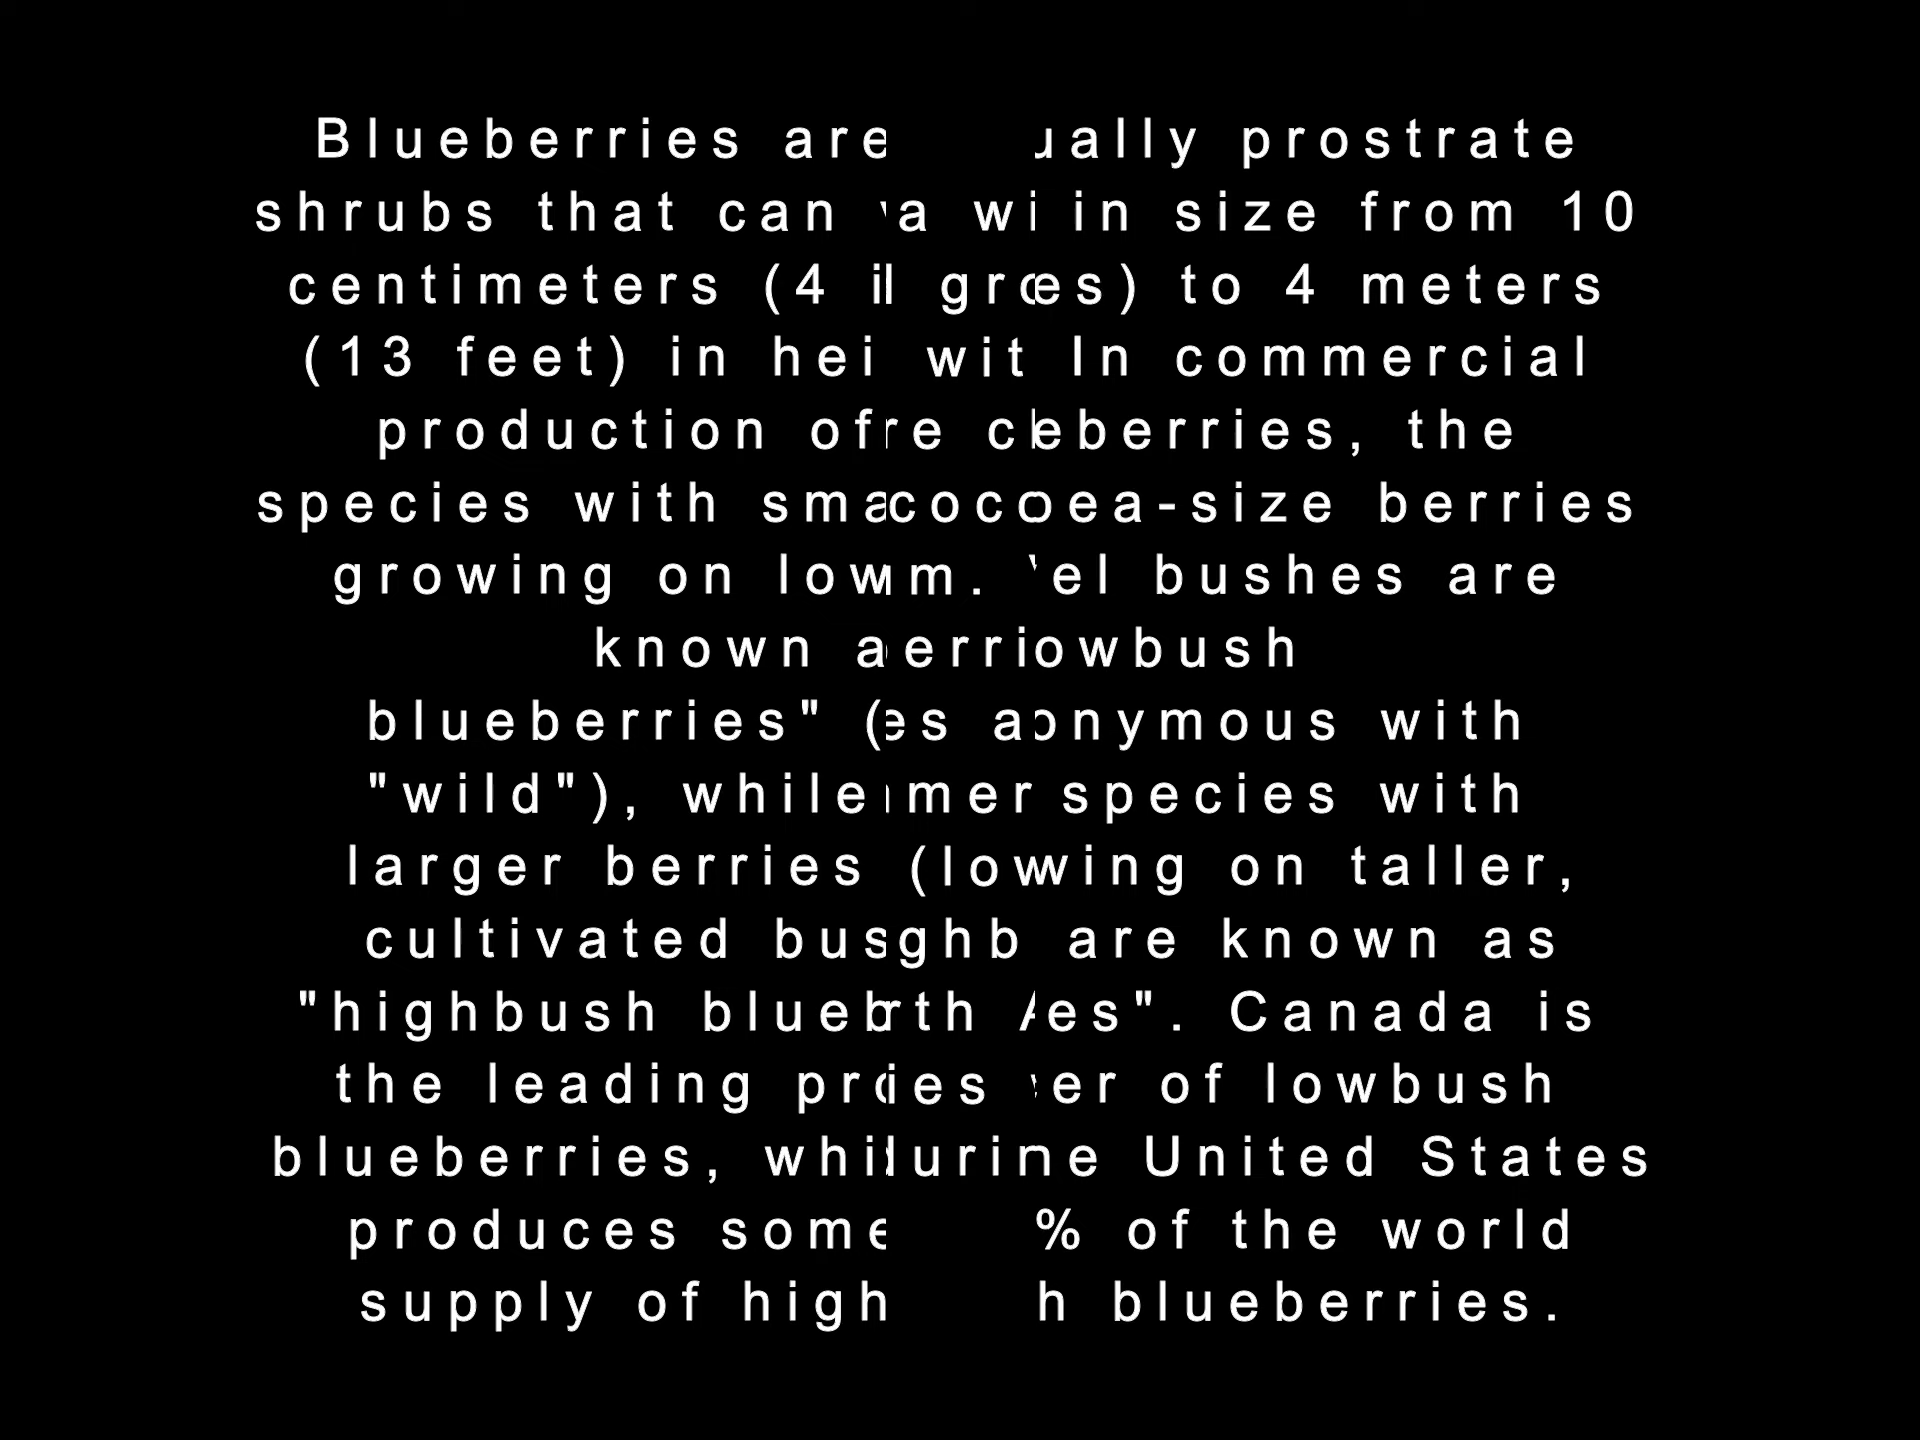 Blueberries are prostrate
shrubs that can in size from 10
centimeters (4 to 4 meters
(13 feet) in In commercial
production of the
species with berries
growing on bushes are
known
blueberries" with
"wild"), while species with
larger berries on taller,
cultivated are known as
"highbush Canada is
the leading of lowbush
blueberries, United States
produces some of the world
supply of blueberries.